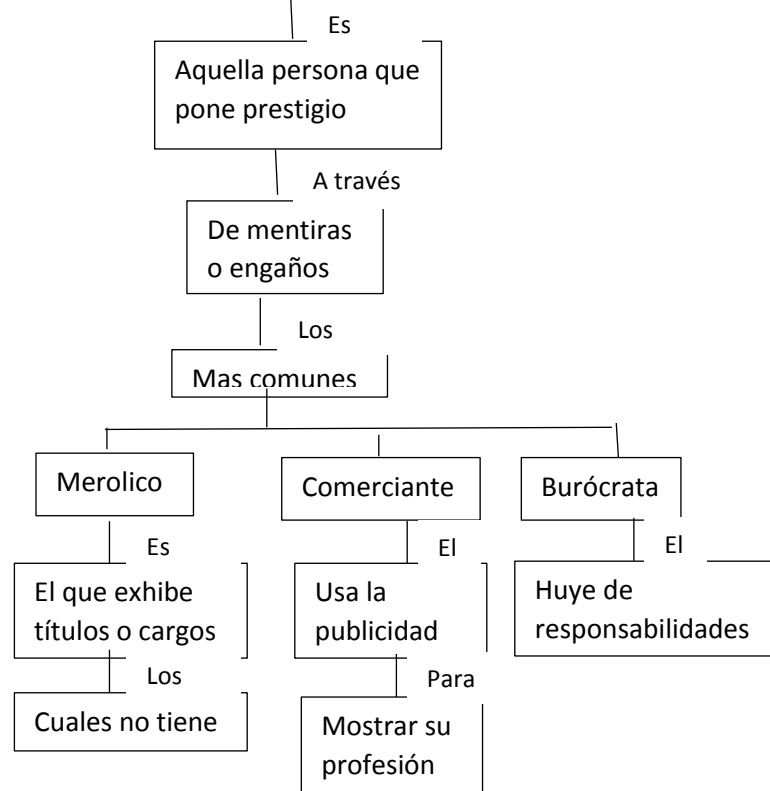 Es
Aquella persona que
pone prestigio
A través
De mentiras
o engaños
Los
Mas comunes
Merolico
Comerciante
Burócrata
Es
El
El
El que exhibe
títulos o cargos
Usa la
publicidad
Huye de
responsabilidades
Los
Para
Cuales no tiene
Mostrar su
profesión